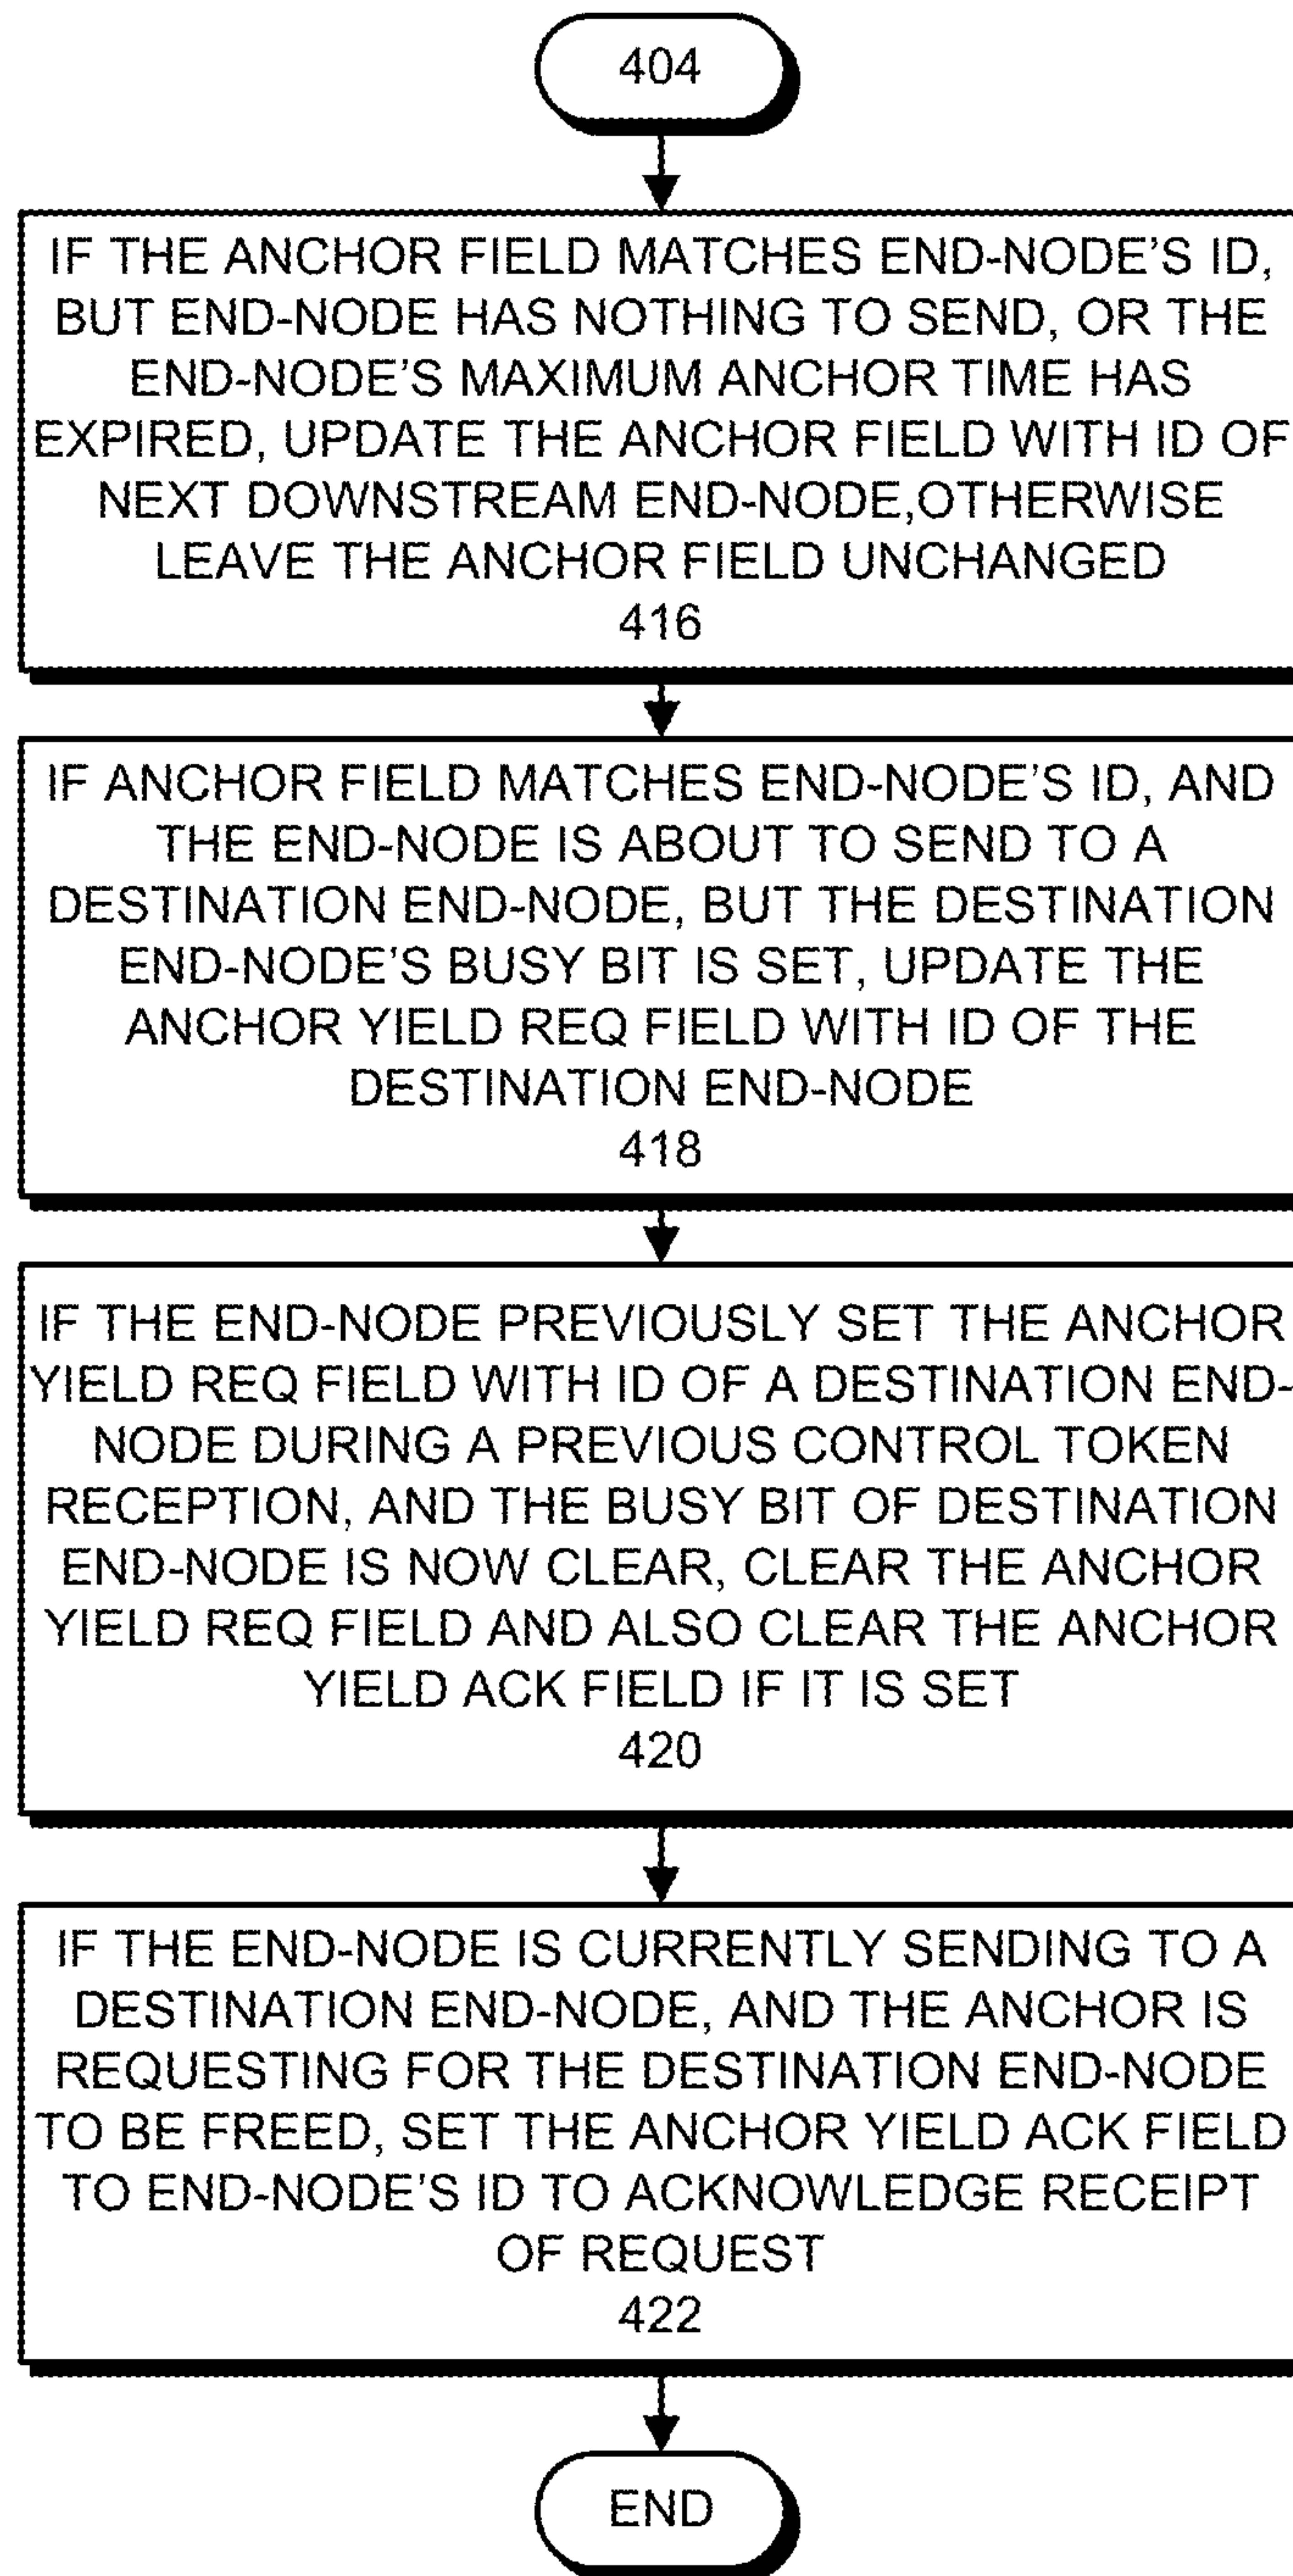 404
IF THE ANCHOR FIELD MATCHES END-NODE'S ID,
BUT END-NODE HAS NOTHING TO SEND, OR THE
END-NODE'S MAXIMUM ANCHOR TIME HAS
EXPIRED, UPDATE THE ANCHOR FIELD WITH ID OF
NEXT DOWNSTREAM END-NODE,OTHERWISE
LEAVE THE ANCHOR FIELD UNCHANGED
416
IF ANCHOR FIELD MATCHES END-NODE'S ID, AND
THE END-NODE IS ABOUT TO SEND TO A
DESTINATION END-NODE, BUT THE DESTINATION
END-NODE'S BUSY BIT IS SET, UPDATE THE
ANCHOR YIELD REQ FIELD WITH ID OF THE
DESTINATION END-NODE
418
IF THE END-NODE PREVIOUSLY SET THE ANCHOR
YIELD REQ FIELD WITH ID OF A DESTINATION END-
NODE DURING A PREVIOUS CONTROL TOKEN
RECEPTION, AND THE BUSY BIT OF DESTINATION
END-NODE IS NOW CLEAR, CLEAR THE ANCHOR
YIELD REQ FIELD AND ALSO CLEAR THE ANCHOR
YIELD ACK FIELD IF IT IS SET
420
IF THE END-NODE IS CURRENTLY SENDING TO A
DESTINATION END-NODE, AND THE ANCHOR IS
REQUESTING FOR THE DESTINATION END-NODE
TO BE FREED, SET THE ANCHOR YIELD ACK FIELD
TO END-NODE'S ID TO ACKNOWLEDGE RECEIPT
OF REQUEST
422
END